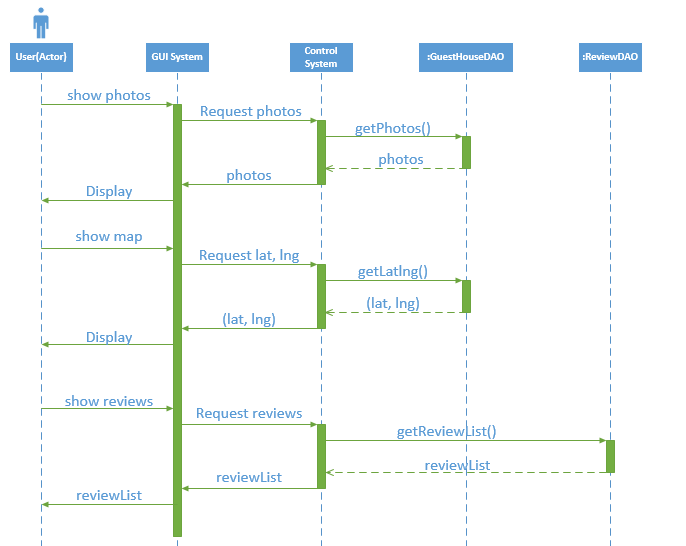 User(Actor)
GUI System
Control
System
:GuestHouseDAO
:ReviewDAO
show photos
Request photos
getPhotos()
photos
photos
Display
show map
Request lat, lng
getLatlng()
(lat, lng)
(lat, lng)
Display
show reviews
Request reviews
getReviewList()
reviewList
reviewList
reviewList